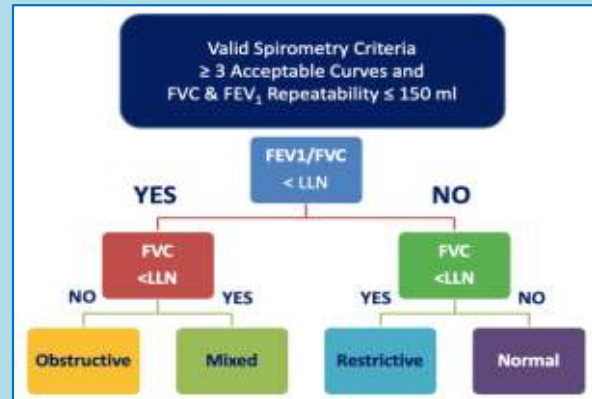 Valid Spirometry Criteria
≥ 3 Acceptable Curves and
FVC & FEV₁ Repeatability ≤ 150 ml
FEV1/FVC
< LLN
YES
NO
FVC
<LLN
FVC
<LLN
NO
YES
YES
NO
Obstructive
Mixed
Restrictive
Normal